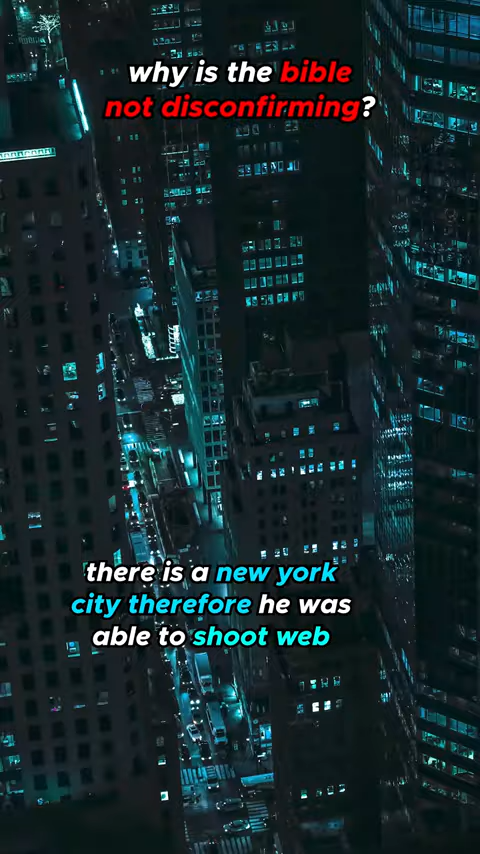 why is the bible
not disconfirming?
there is a new york
city therefore he was
able to shoot web